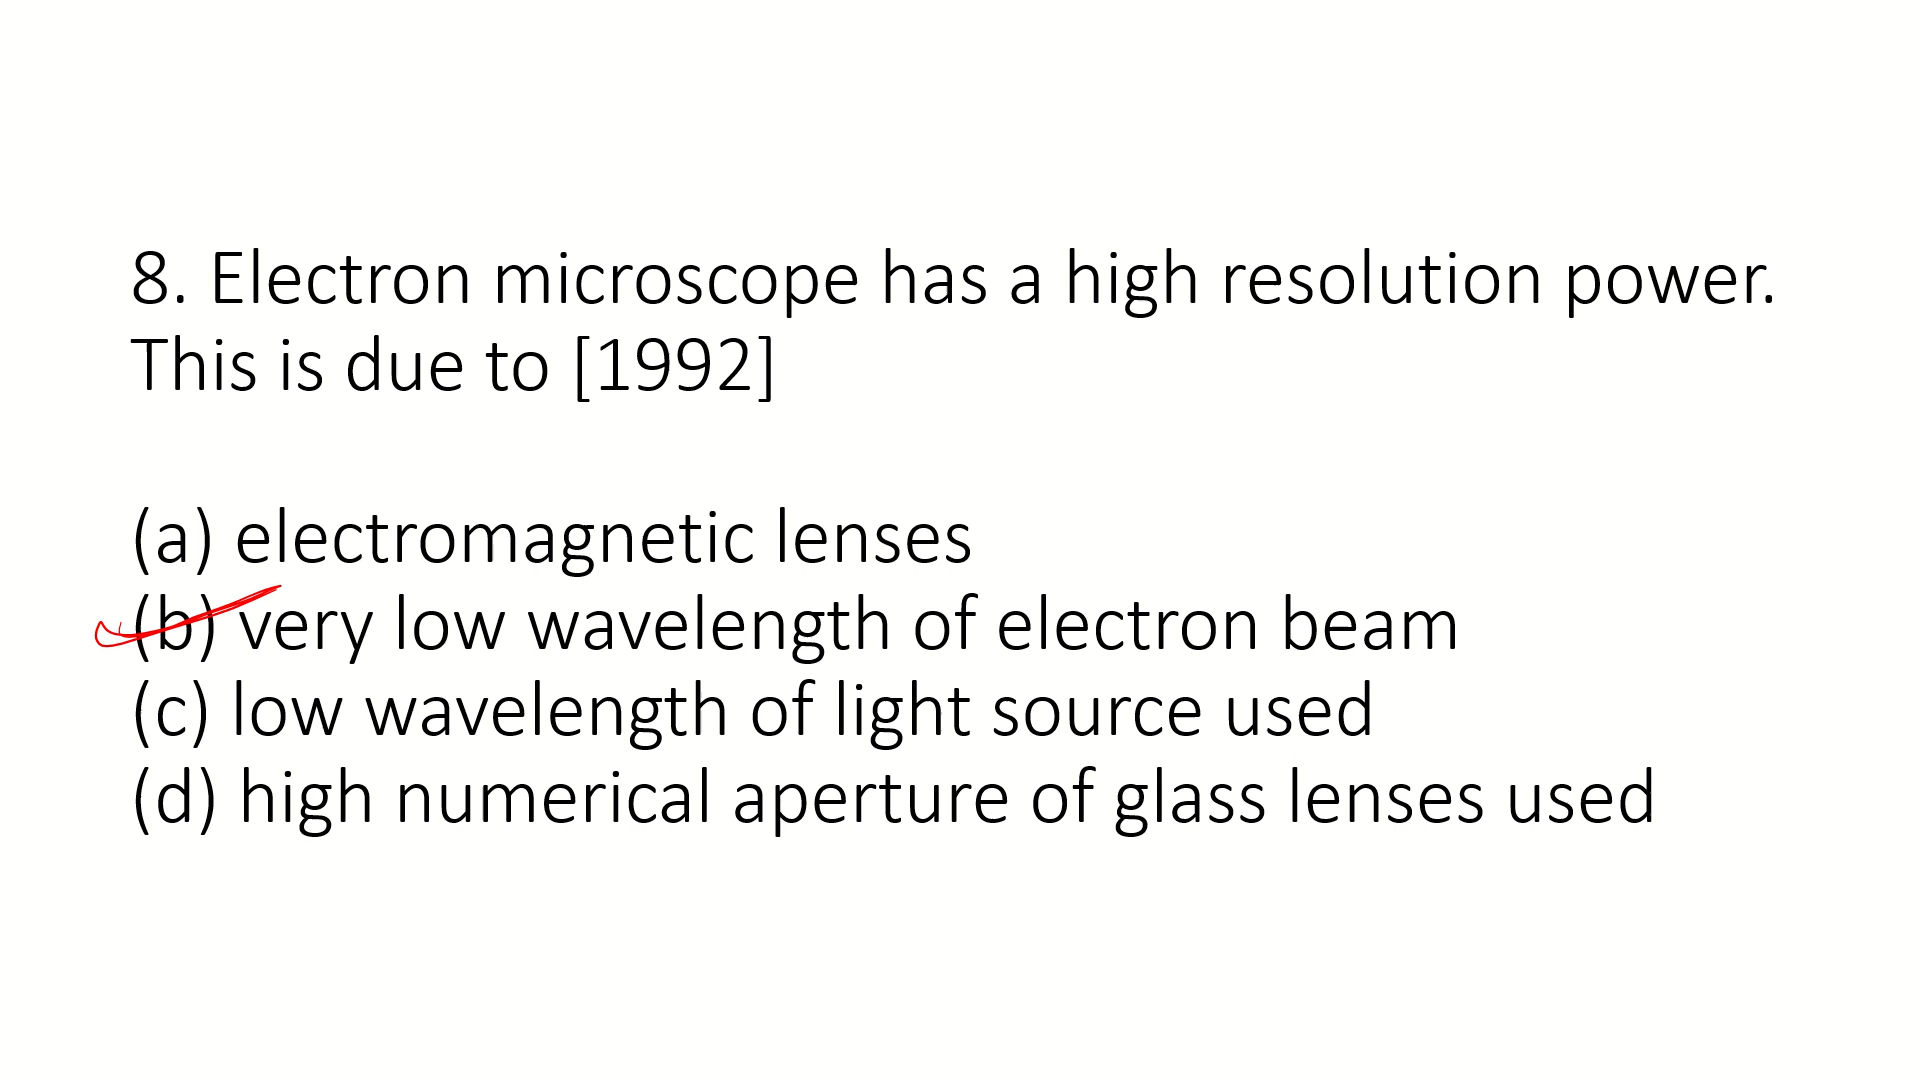 8. Electron microscope has a high resolution power.
This is due to [1992]
(a) electromagnetic lenses
(b) very low wavelength of electron beam
(c) low wavelength of light source used
(d) high numerical aperture of glass lenses used